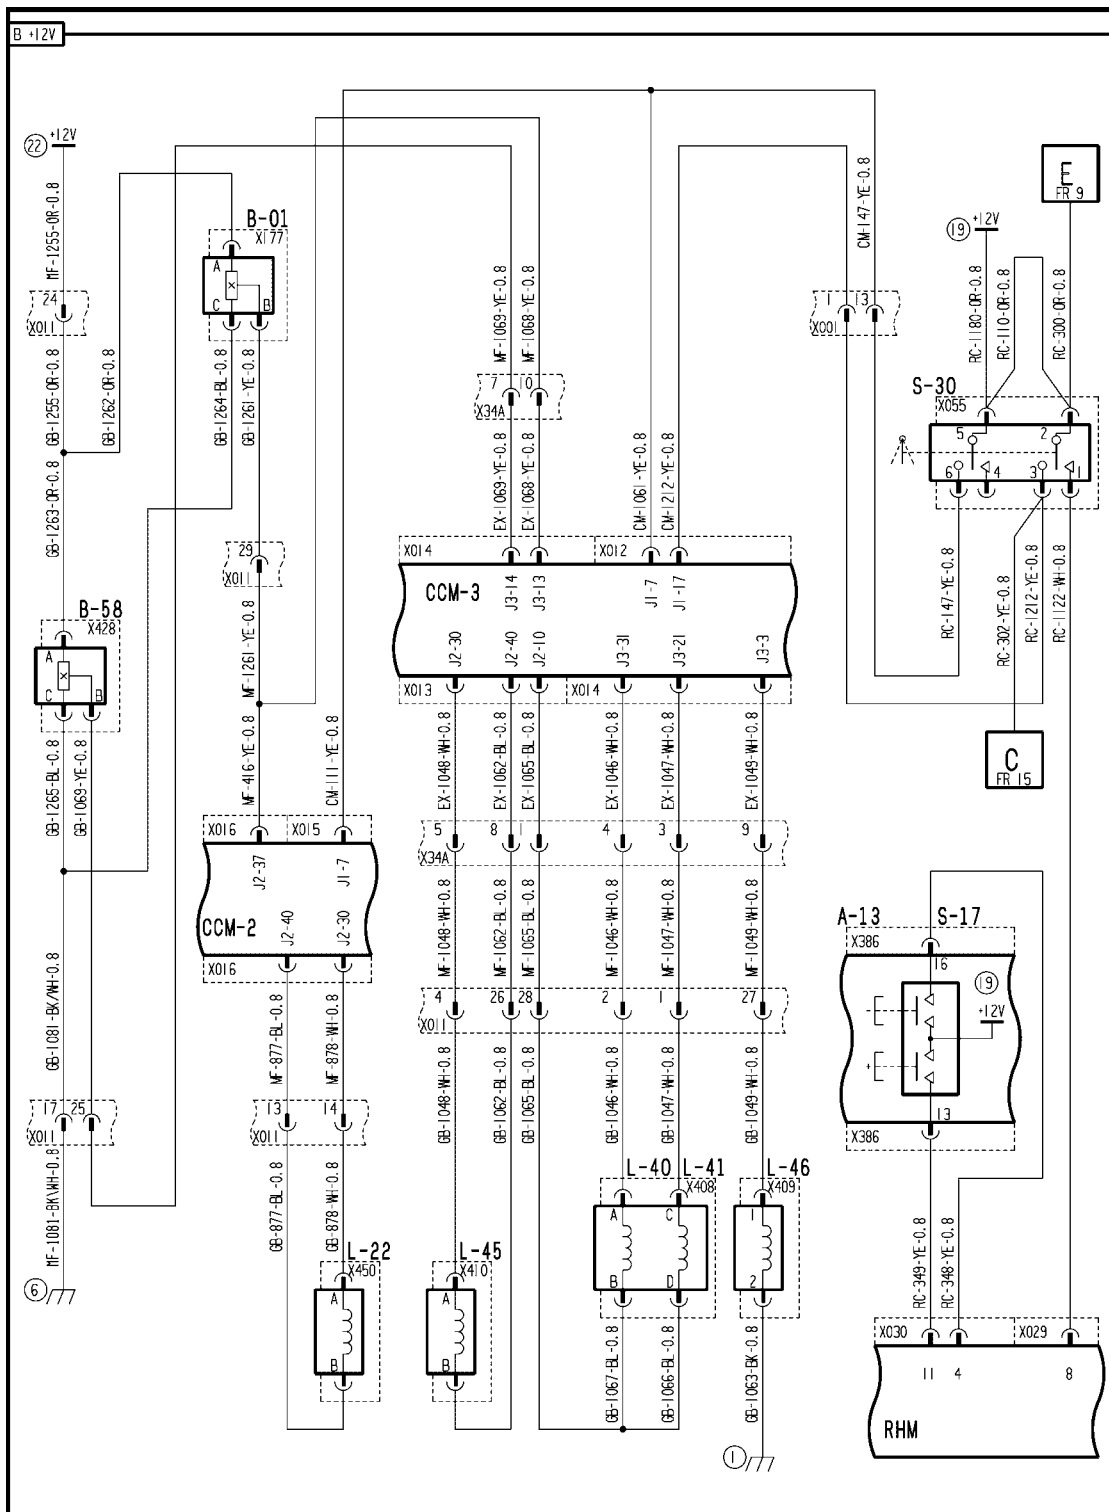 B +12V
22
+12V
MF-1255-OR-0.8
24
X011
GB-1255-OR-0.8
GB-1262-OR-0.8
GB-1263-OR-0.8
B-01
X177
A
C
B
GB-1264-BL-0.8
GB-1261-YE-0.8
29
X011
MF-1261-YE-0.8
MF-416-YE-0.8
CM-111-YE-0.8
B-58
X428
A
C
B
GB-1265-BL-0.8
GB-1069-YE-0.8
GB-1081-BK/WH-0.8
17
25
X011
MF-1081-BK\WH-0.8
6
X016
X015
J2-37
J1-7
CCM-2
J2-40
J2-30
X016
MF-877-BL-0.8
MF-878-WH-0.8
13
14
X011
GB-877-BL-0.8
GB-878-WH-0.8
L-22
X450
A
B
MF-1069-YE-0.8
MF-1068-YE-0.8
7
10
X34A
EX-1069-YE-0.8
EX-1068-YE-0.8
CM-1061-YE-0.8
CM-1212-YE-0.8
X014
X012
CCM-3
J3-14
J3-13
J1-7
J1-17
J2-30
J2-40
J2-10
J3-31
J3-21
J3-3
X013
X014
EX-1048-WH-0.8
EX-1062-BL-0.8
EX-1065-BL-0.8
EX-1046-WH-0.8
EX-1047-WH-0.8
EX-1049-WH-0.8
5
8
1
4
3
9
X34A
MF-1048-WH-0.8
MF-1062-BL-0.8
MF-1065-BL-0.8
MF-1046-WH-0.8
MF-1047-WH-0.8
MF-1049-WH-0.8
4
26
28
2
1
27
X011
GB-1048-WH-0.8
GB-1062-BL-0.8
GB-1065-BL-0.8
GB-1046-WH-0.8
GB-1047-WH-0.8
GB-1049-WH-0.8
L-45
X410
A
B
L-40
L-41
X408
A
C
B
D
GB-1067-BL-0.8
GB-1066-BL-0.8
L-46
X409
1
2
GB-1063-BK-0.8
1
CM-147-YE-0.8
1
13
X001
E
FR 9
19
+12V
RC-1180-OR-0.8
RC-110-OR-0.8
RC-300-OR-0.8
S-30
X055
5
2
6
4
3
1
RC-147-YE-0.8
RC-302-YE-0.8
RC-1212-YE-0.8
RC-1122-WH-0.8
C
FR 15
A-13
S-17
X386
16
19
+12V
+
13
X386
RC-349-YE-0.8
RC-348-YE-0.8
X030
X029
11
4
8
RHM